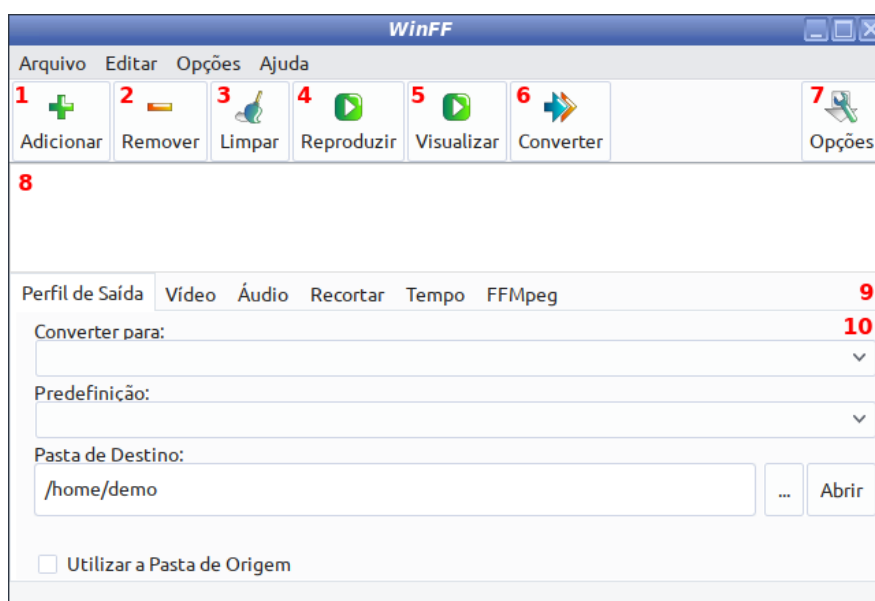 WinFF
Arquivo Editar Opções Ajuda
1 2 3 4 5 6 7
Adicionar Remover Limpar Reproduzir Visualizar Converter Opções
8
Perfil de Saída Vídeo Áudio Recortar Tempo FFMpeg 9
Converter para: 10
Predefinição:
Pasta de Destino:
/home/demo ... Abrir
Utilizar a Pasta de Origem